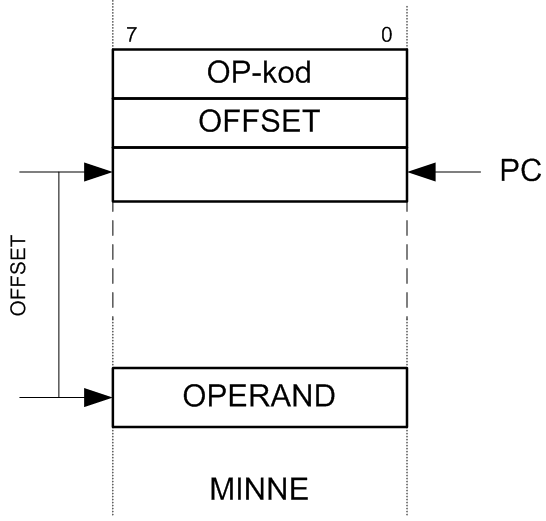 7 0
OP-kod
OFFSET
PC
OFFSET
OPERAND
MINNE